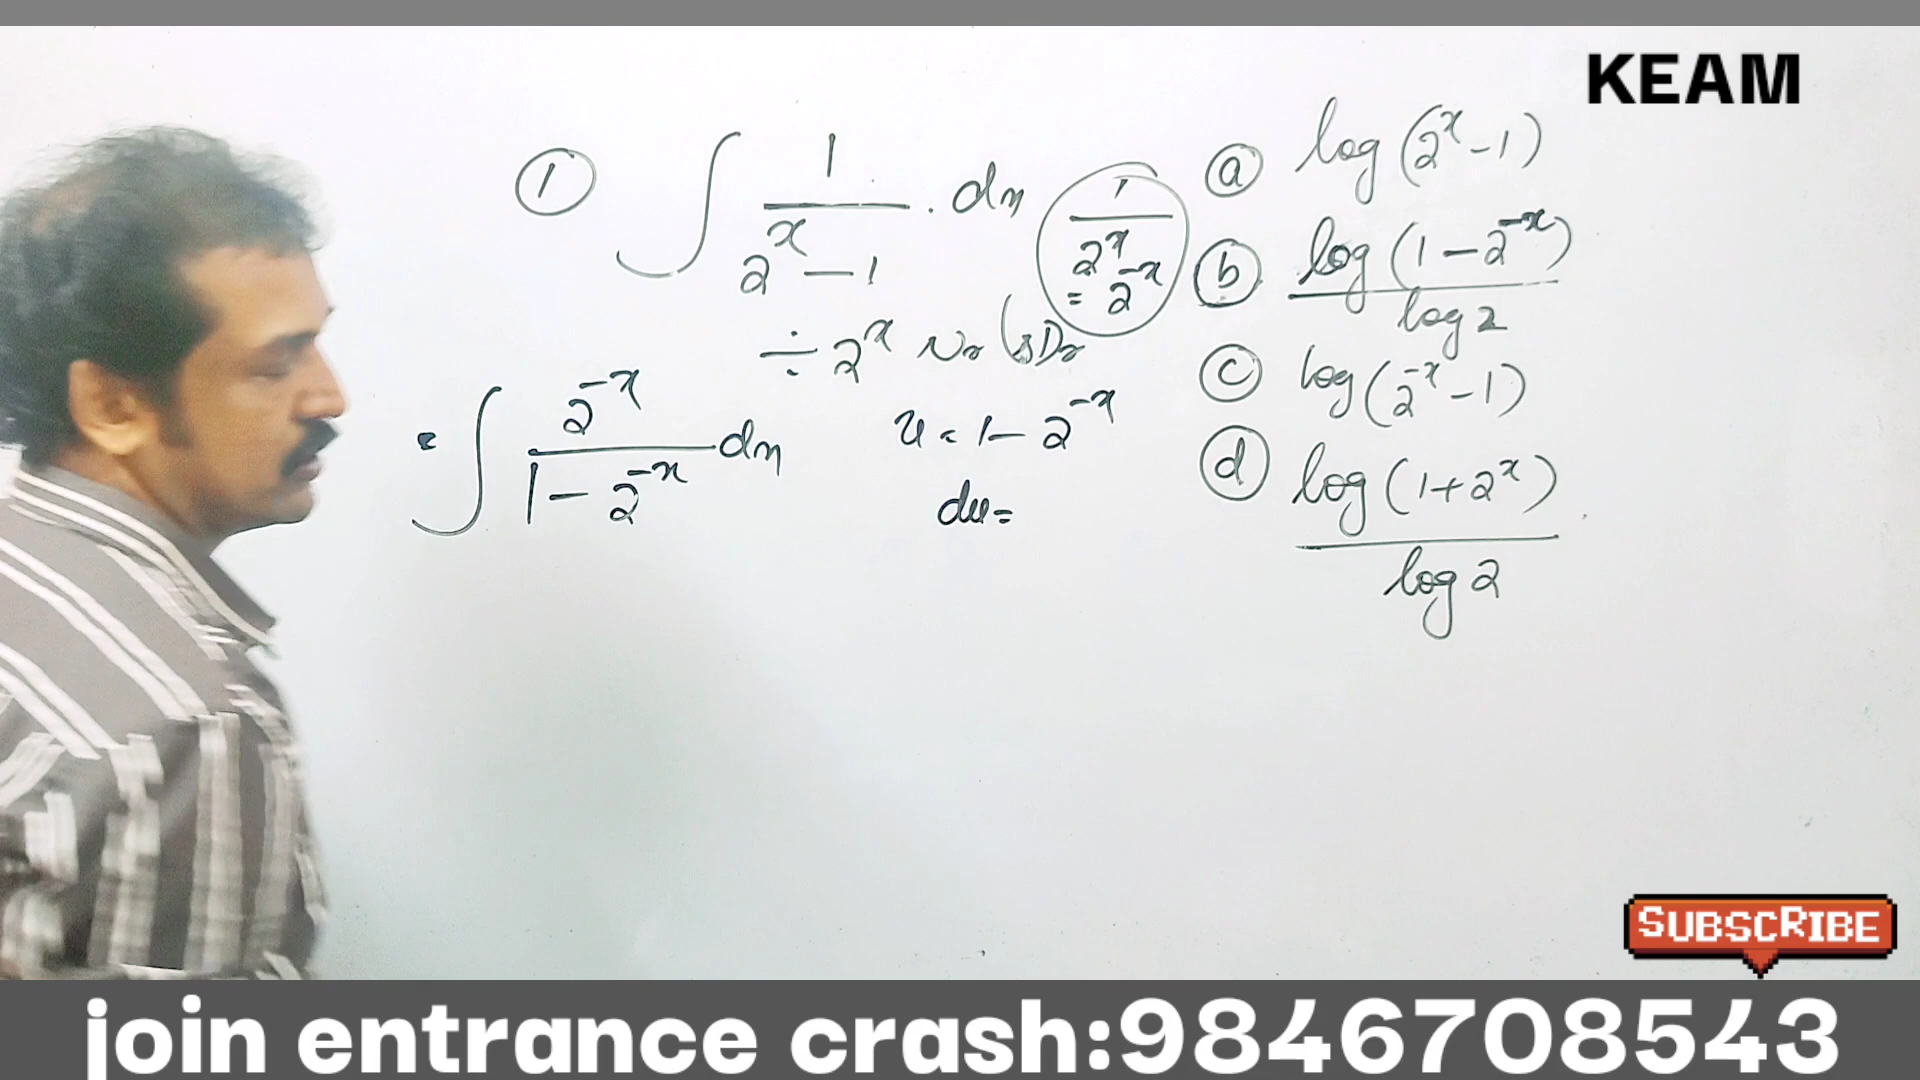 KEAM
① ∫ 1/(2^x - 1) . dx
1/2^x
= 2^-x
÷ 2^x Nr & Dr
= ∫ 2^-x/(1 - 2^-x) dx
u = 1 - 2^-x
du =
ⓐ log (2^x - 1)
ⓑ log (1 - 2^-x)/log 2
ⓒ log (2^-x - 1)
ⓓ log (1 + 2^x)/log 2
SUBSCRIBE
join entrance crash:9846708543